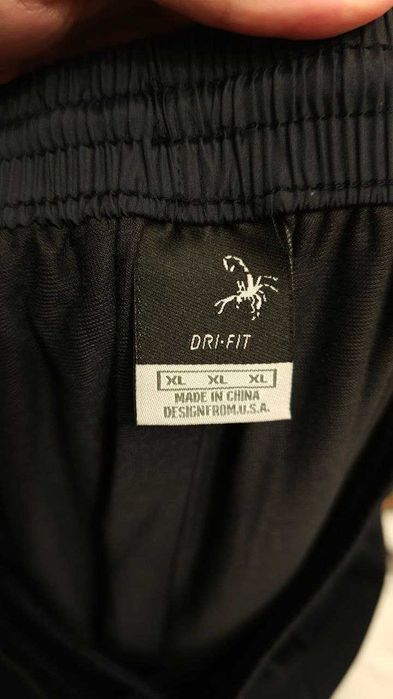 DRI·FIT
XL XL XL
MADE IN CHINA
DESIGNFROM.U.S.A.